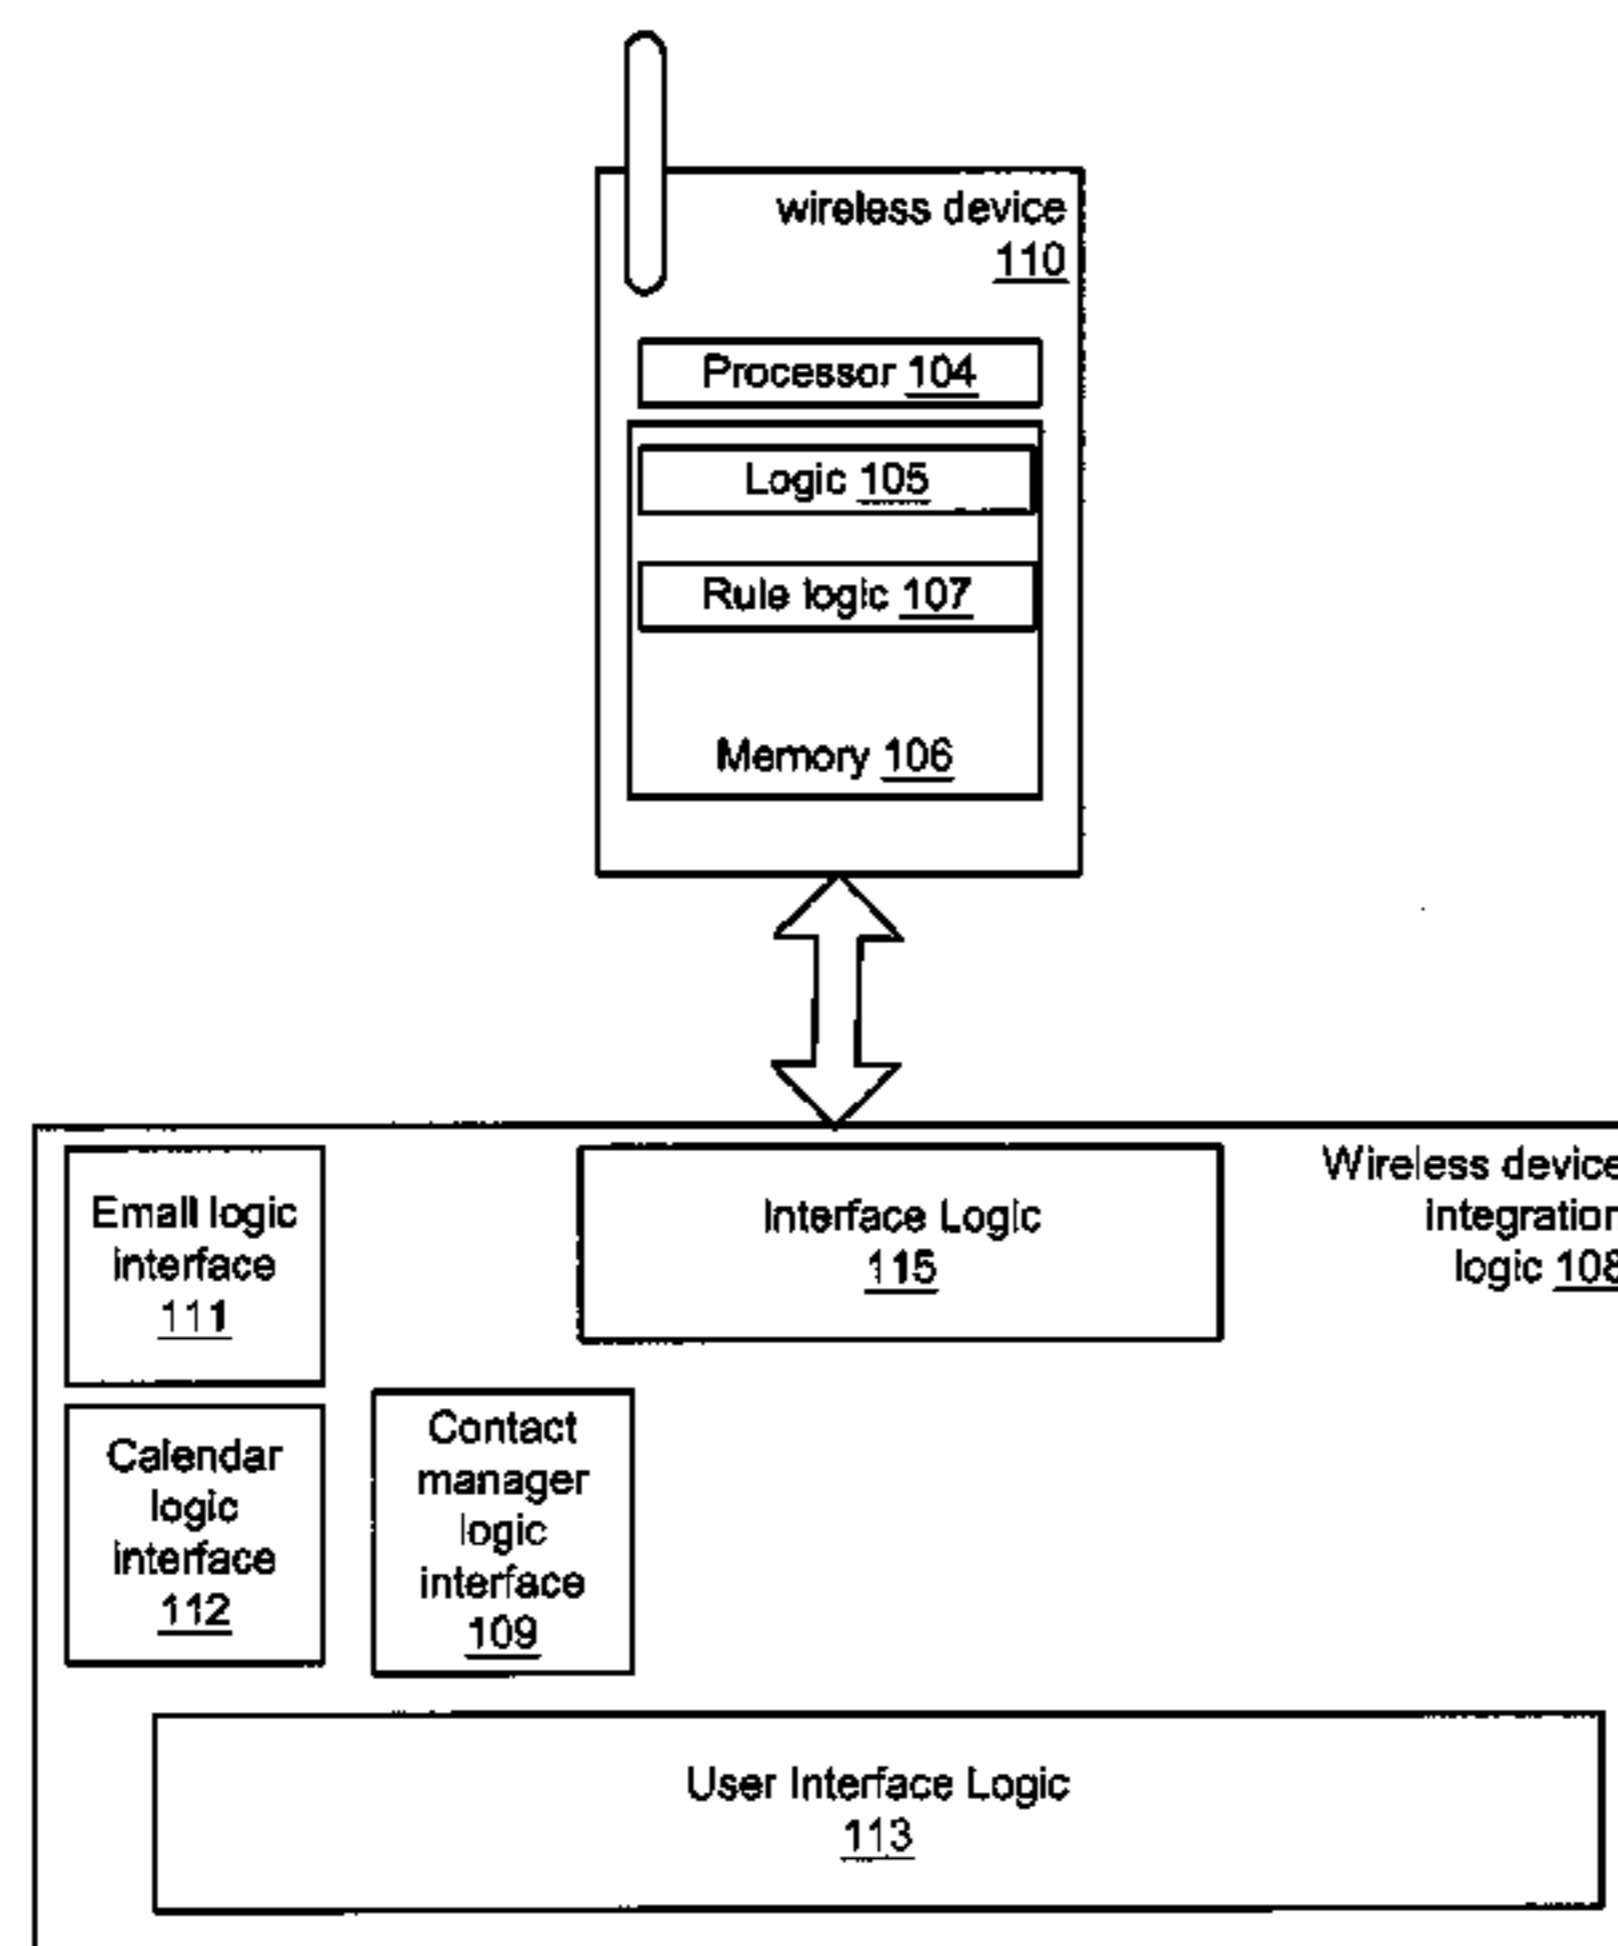 wireless device
110
Processor 104
Logic 105
Rule logic 107
Memory 106
Email logic
interface
111
Interface Logic
115
Wireless device
integration
logic 108
Calendar
logic
interface
112
Contact
manager
logic
interface
109
User Interface Logic
113